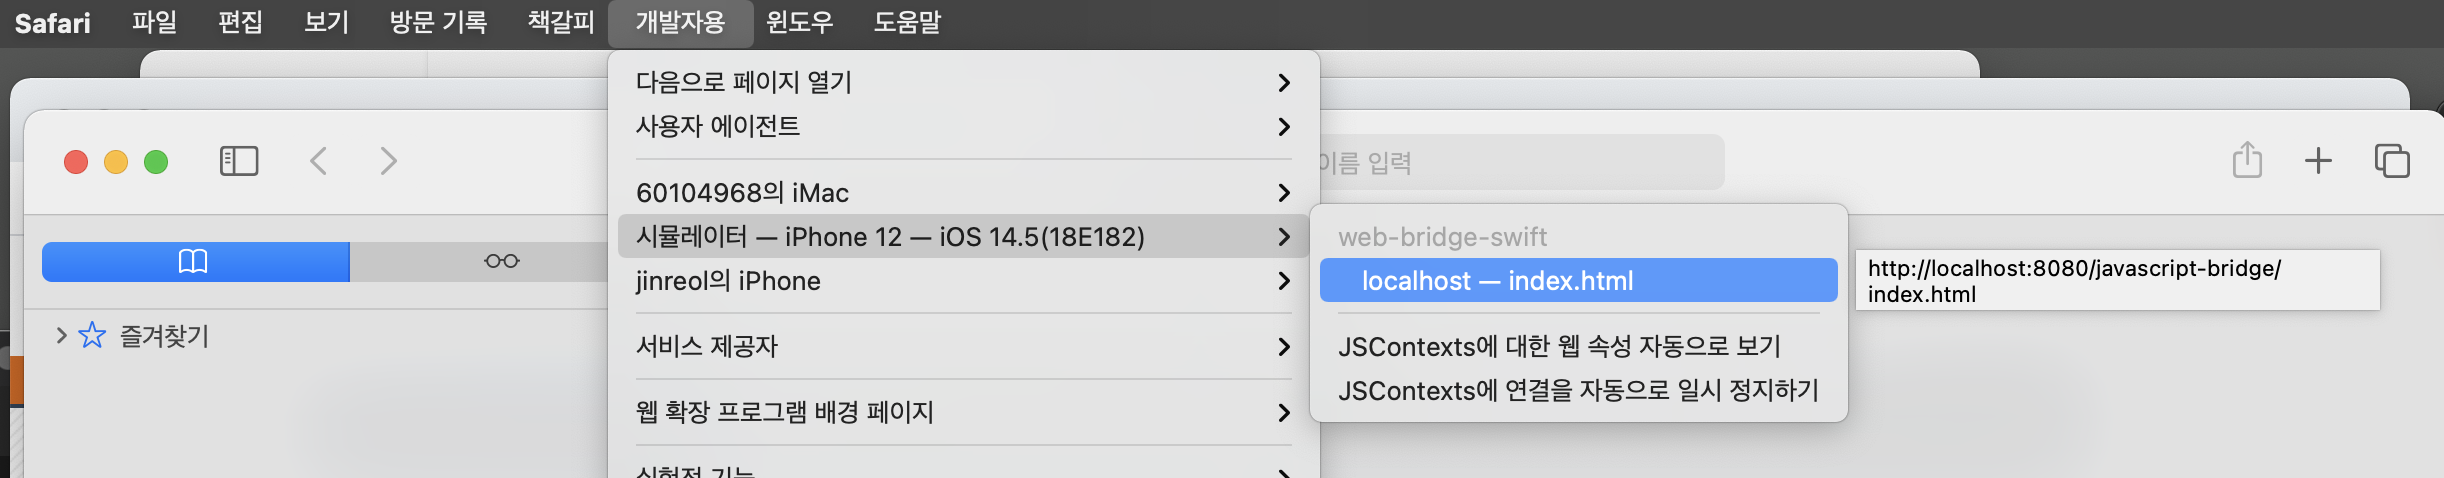 Safari 파일 편집 보기 방문 기록 책갈피 개발자용 윈도우 도움말
다음으로 페이지 열기
사용자 에이전트
이름 입력
60104968의 iMac
시뮬레이터 — iPhone 12 — iOS 14.5(18E182)
jinreol의 iPhone
서비스 제공자
웹 확장 프로그램 배경 페이지
실험적 기능
web-bridge-swift
localhost — index.html
JSContexts에 대한 웹 속성 자동으로 보기
JSContexts에 연결을 자동으로 일시 정지하기
http://localhost:8080/javascript-bridge/
index.html
즐겨찾기